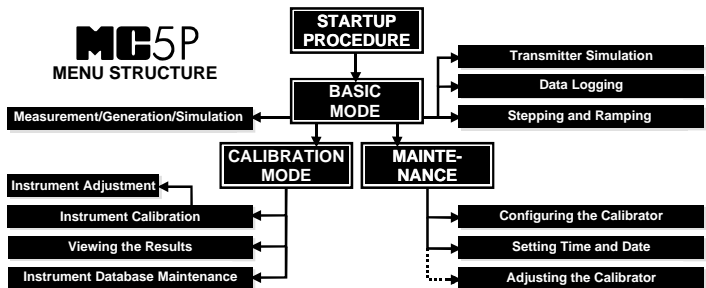 MC5P
MENU STRUCTURE
STARTUP
PROCEDURE
Transmitter Simulation
Data Logging
Stepping and Ramping
BASIC
MODE
Measurement/Generation/Simulation
CALIBRATION
MODE
MAINTE-
NANCE
Instrument Adjustment
Instrument Calibration
Viewing the Results
Instrument Database Maintenance
Configuring the Calibrator
Setting Time and Date
Adjusting the Calibrator